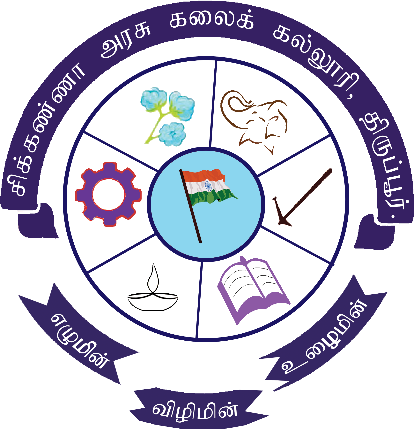 சிக்கண்ணா அரசு கலைக் கல்லூரி, திருப்பூர்.
எழுமின்
விழிமின்
உழைமின்